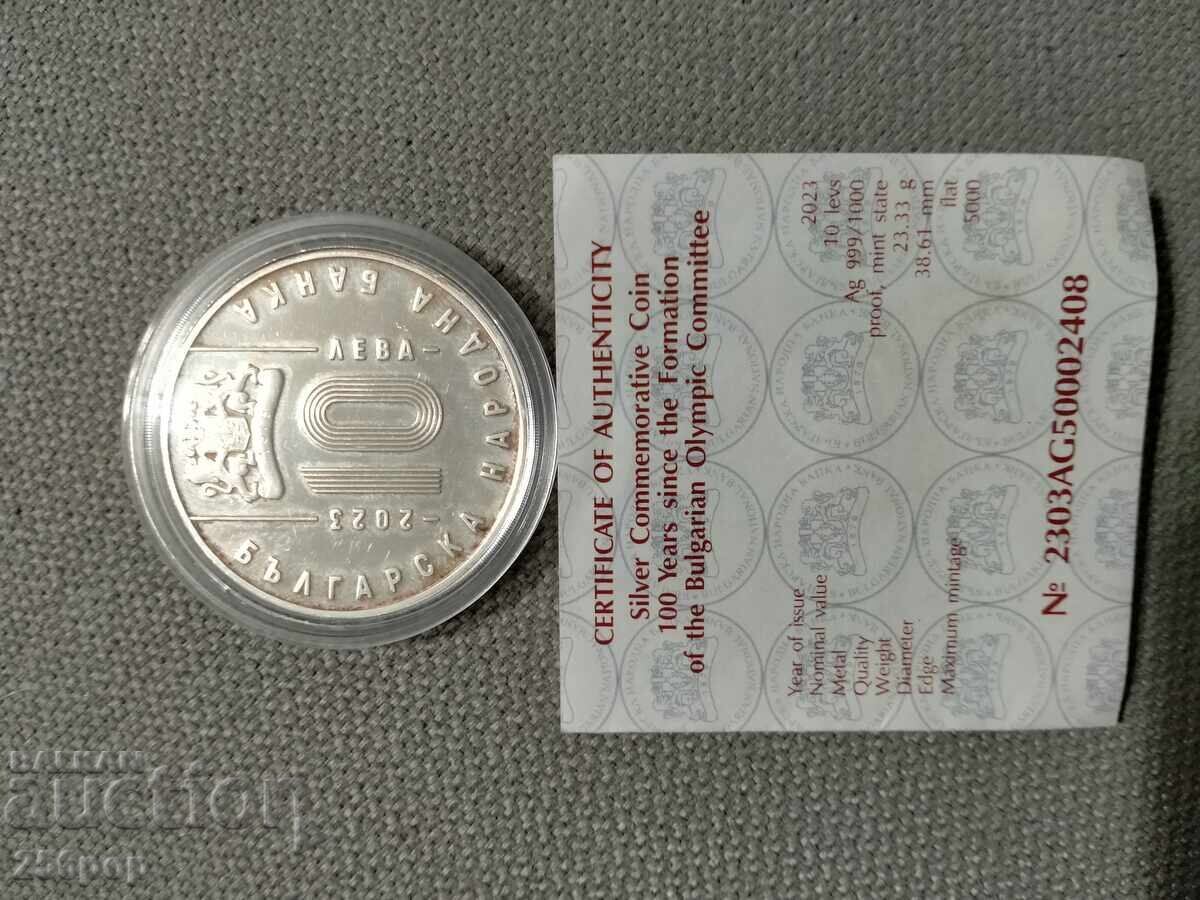 БЪЛГАРСКА НАРОДНА БАНКА
2023
10
ЛЕВА
CERTIFICATE OF AUTHENTICITY
Silver Commemorative Coin
100 Years since the Formation
of the Bulgarian Olympic Committee
Year of issue 2023
Nominal value 10 levs
Metal Ag 999/1000
Quality proof, mint state
Weight 23.33 g
Diameter 38.61 mm
Edge flat
Maximum mintage 5000
№ 2303AG50002408
BALKAN
auction
256pop